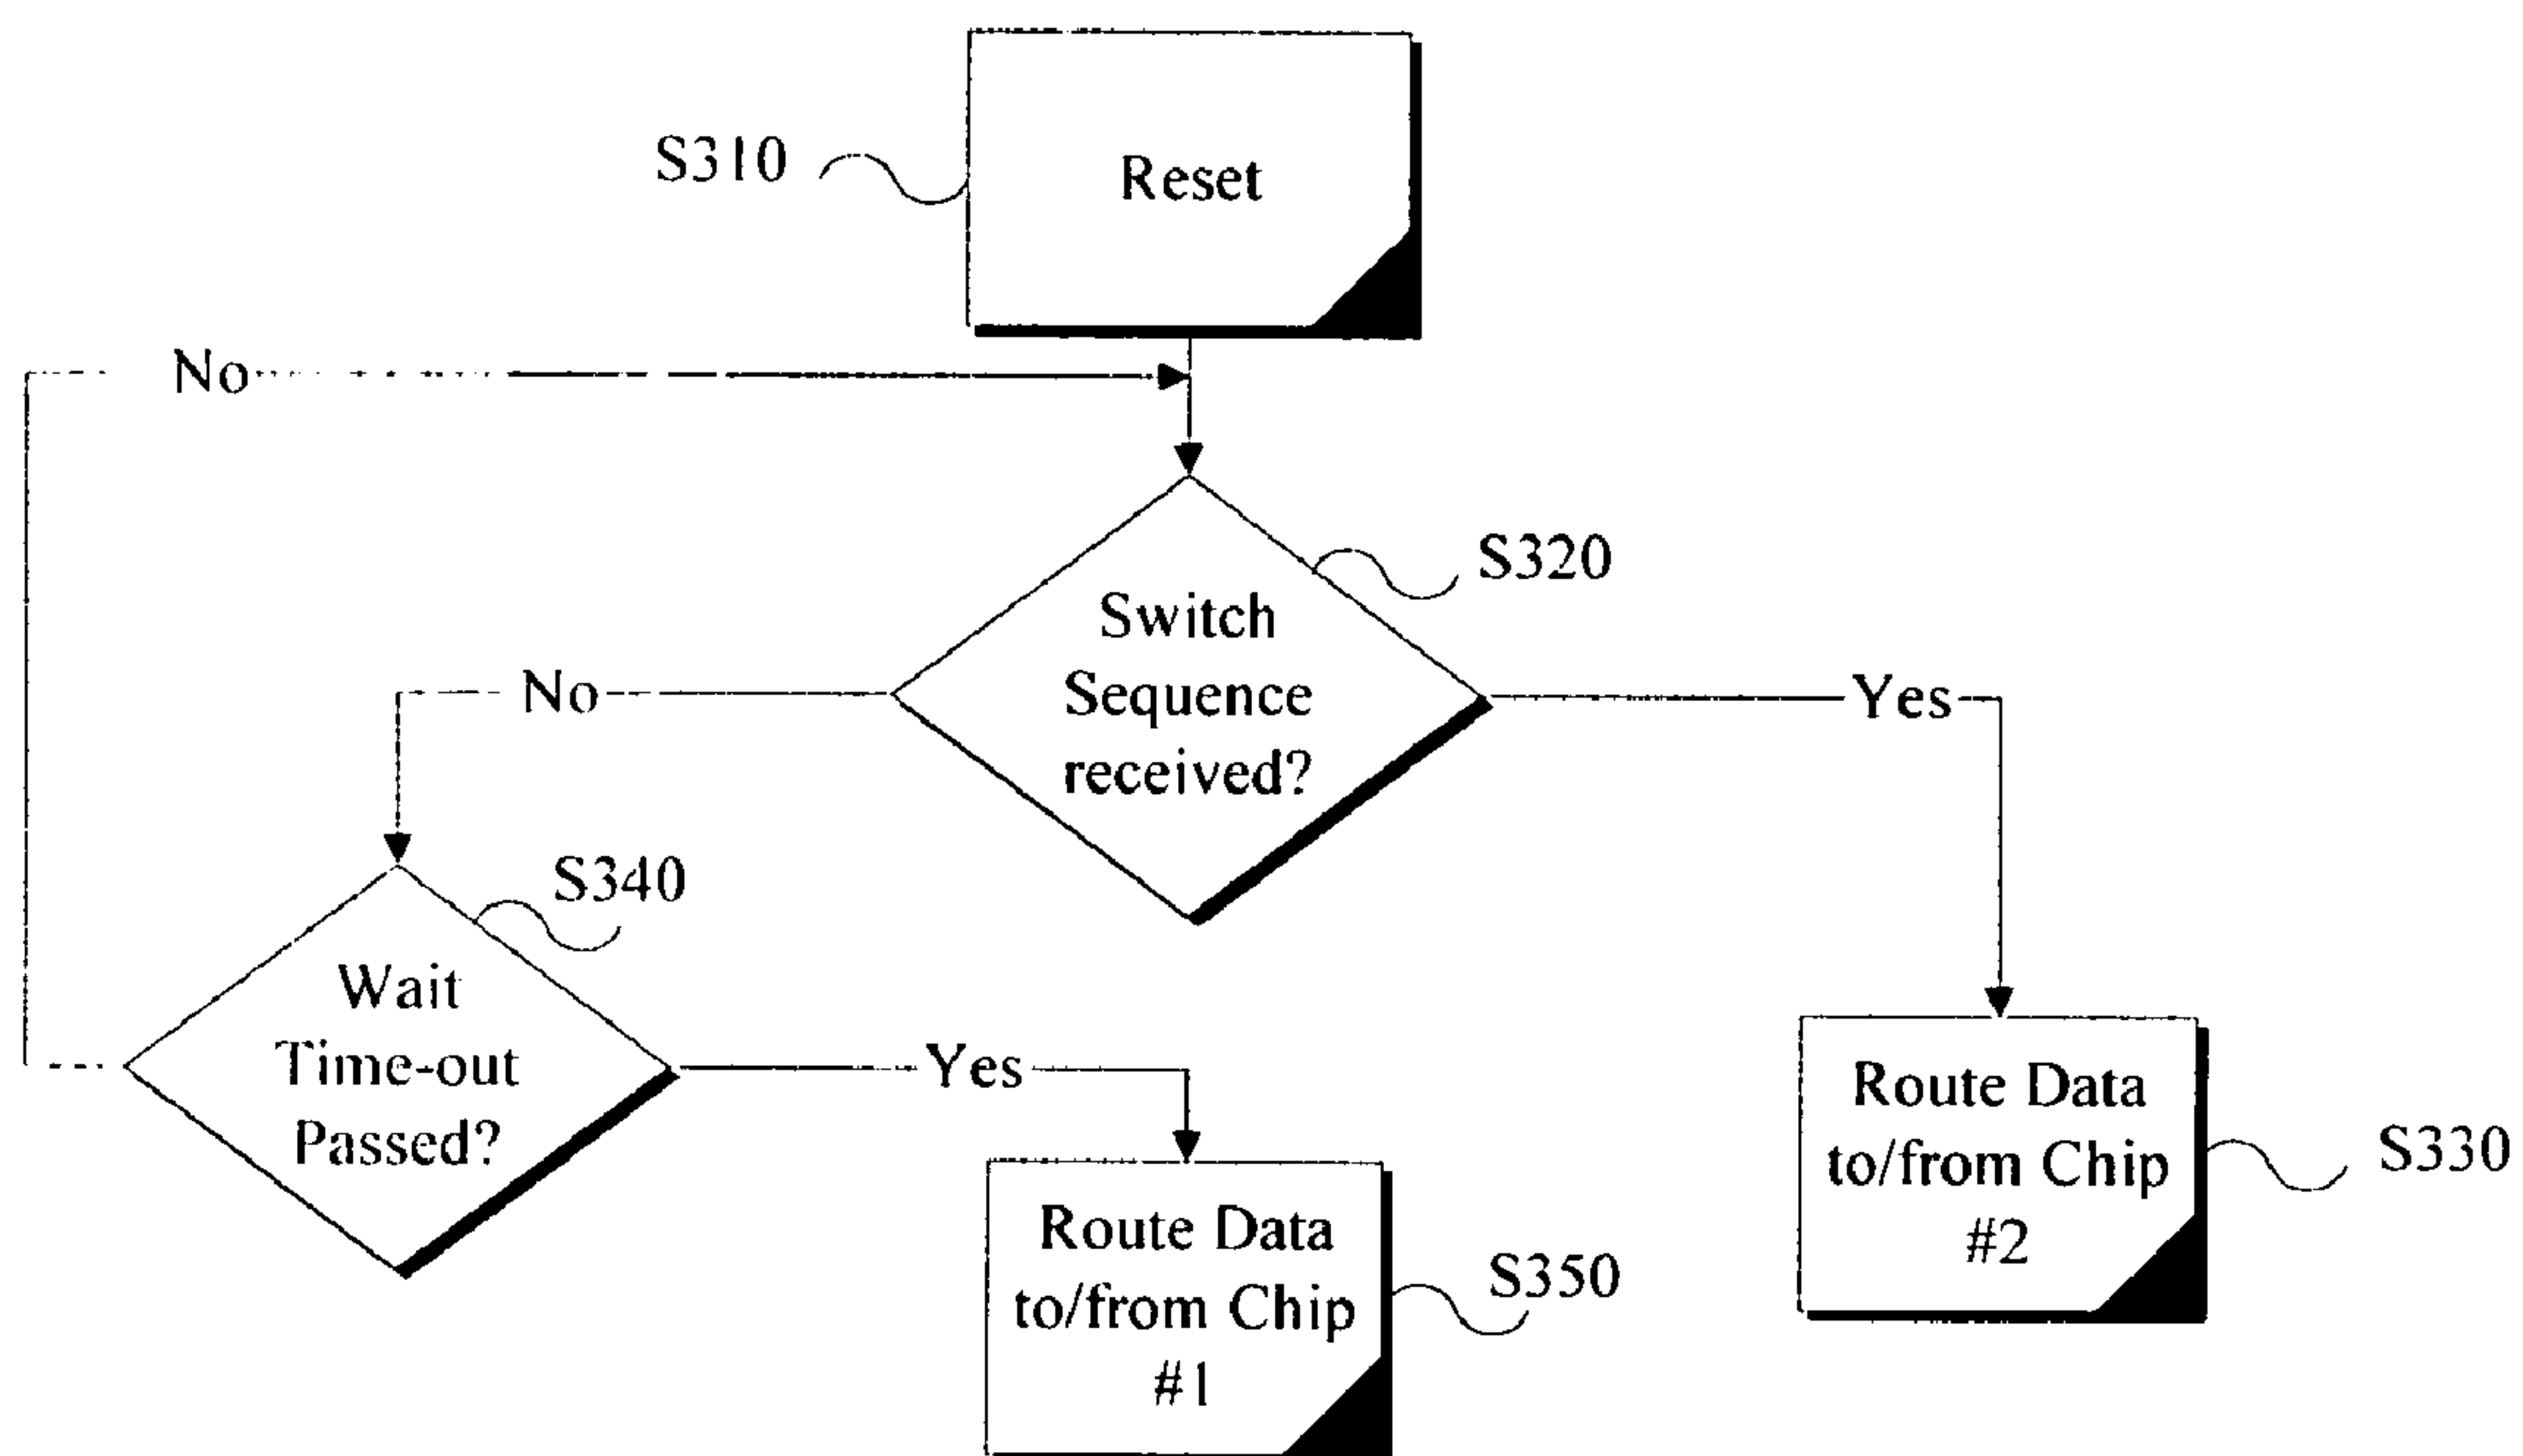 S310
Reset
No
S320
Switch
Sequence
received?
No
Yes
S340
Wait
Time-out
Passed?
Yes
Route Data
to/from Chip
#2
S330
Route Data
to/from Chip
#1
S350